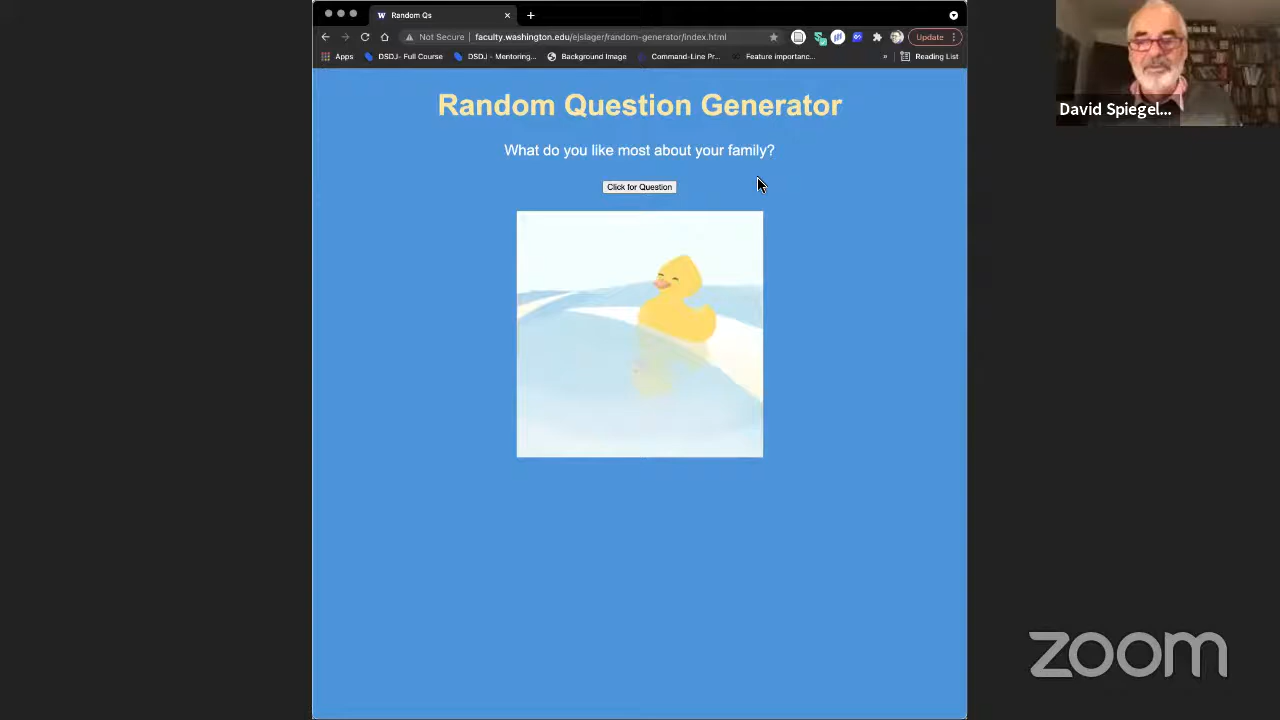 Random Qs
Not Secure | faculty.washington.edu/ejslager/random-generator/index.html
Update
Apps
DSDJ- Full Course
DSDJ - Mentoring...
Background Image
Command-Line Pr...
Feature importanc...
»
Reading List
Random Question Generator
What do you like most about your family?
Click for Question
David Spiegel...
zoom